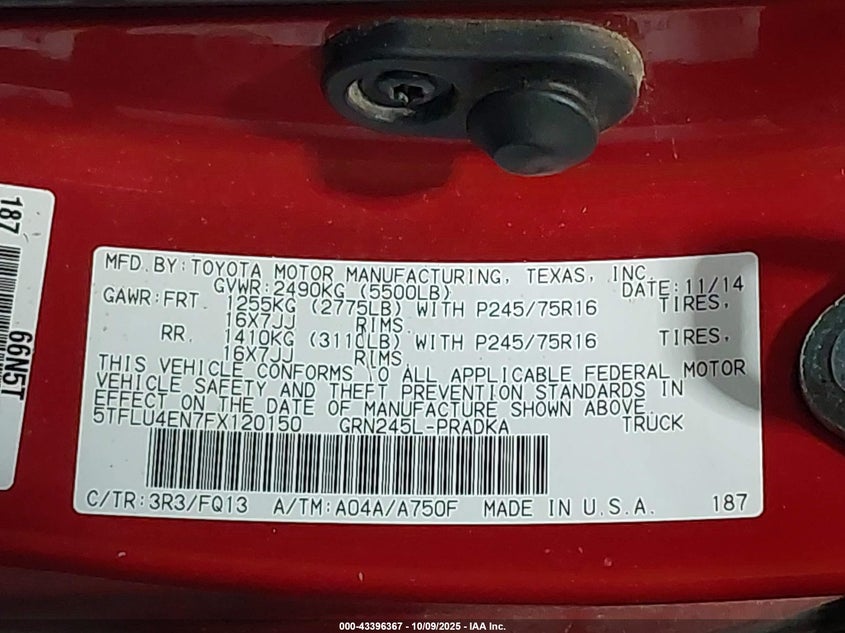 187
66N5T
MFD.BY:TOYOTA MOTOR MANUFACTURING, TEXAS, INC.
GVWR:2490KG (5500LB) DATE:11/14
GAWR:FRT. 1255KG (2775LB) WITH P245/75R16 TIRES,
16X7JJ RIMS
RR. 1410KG (3110LB) WITH P245/75R16 TIRES,
16X7JJ RIMS
THIS VEHICLE CONFORMS TO ALL APPLICABLE FEDERAL MOTOR
VEHICLE SAFETY AND THEFT PREVENTION STANDARDS IN
EFFECT ON THE DATE OF MANUFACTURE SHOWN ABOVE.
5TFLU4EN7FX120150 GRN245L-PRADKA TRUCK
C/TR:3R3/FQ13 A/TM:A04A/A750F MADE IN U.S.A. 187
000-43396367 - 10/09/2025 - IAA Inc.